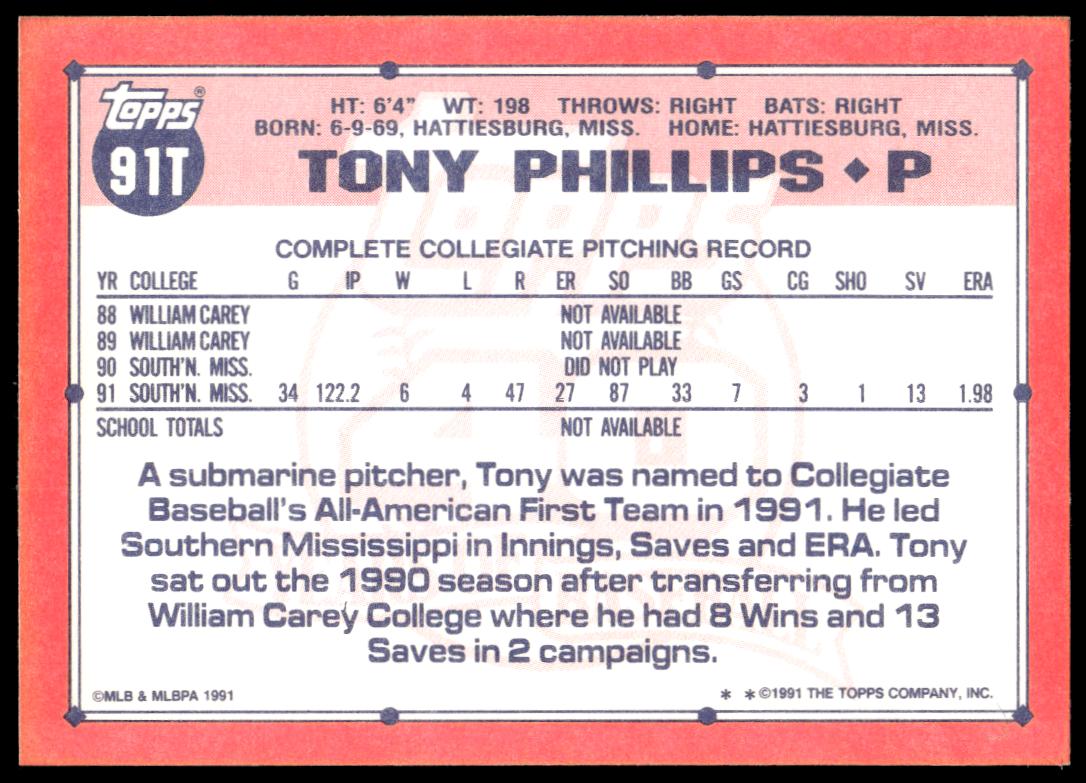 Topps®
91T
HT: 6'4" WT: 198 THROWS: RIGHT BATS: RIGHT
BORN: 6-9-69, HATTIESBURG, MISS. HOME: HATTIESBURG, MISS.
TONY PHILLIPS ◆ P
COMPLETE COLLEGIATE PITCHING RECORD
YR COLLEGE G IP W L R ER SO BB GS CG SHO SV ERA
88 WILLIAM CAREY NOT AVAILABLE
89 WILLIAM CAREY NOT AVAILABLE
90 SOUTH'N. MISS. DID NOT PLAY
91 SOUTH'N. MISS. 34 122.2 6 4 47 27 87 33 7 3 1 13 1.98
SCHOOL TOTALS NOT AVAILABLE
A submarine pitcher, Tony was named to Collegiate
Baseball's All-American First Team in 1991. He led
Southern Mississippi in Innings, Saves and ERA. Tony
sat out the 1990 season after transferring from
William Carey College where he had 8 Wins and 13
Saves in 2 campaigns.
©MLB & MLBPA 1991
* * ©1991 THE TOPPS COMPANY, INC.